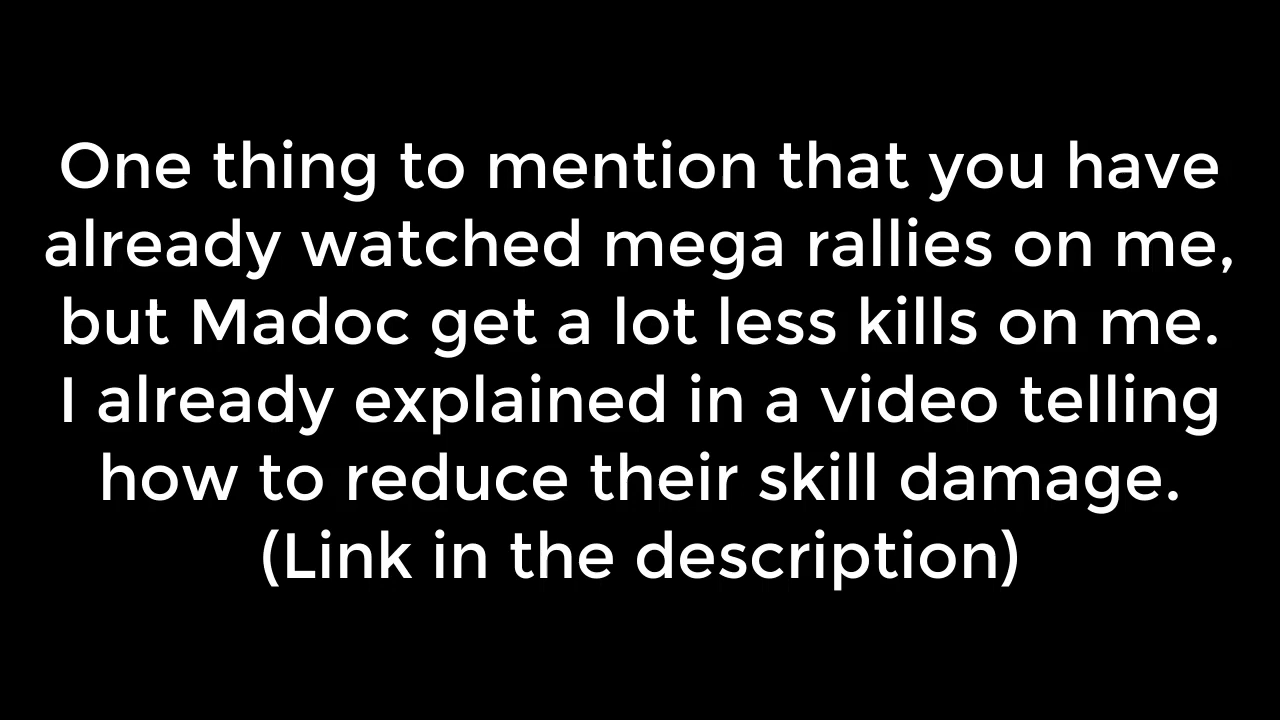 One thing to mention that you have
already watched mega rallies on me,
but Madoc get a lot less kills on me.
I already explained in a video telling
how to reduce their skill damage.
(Link in the description)